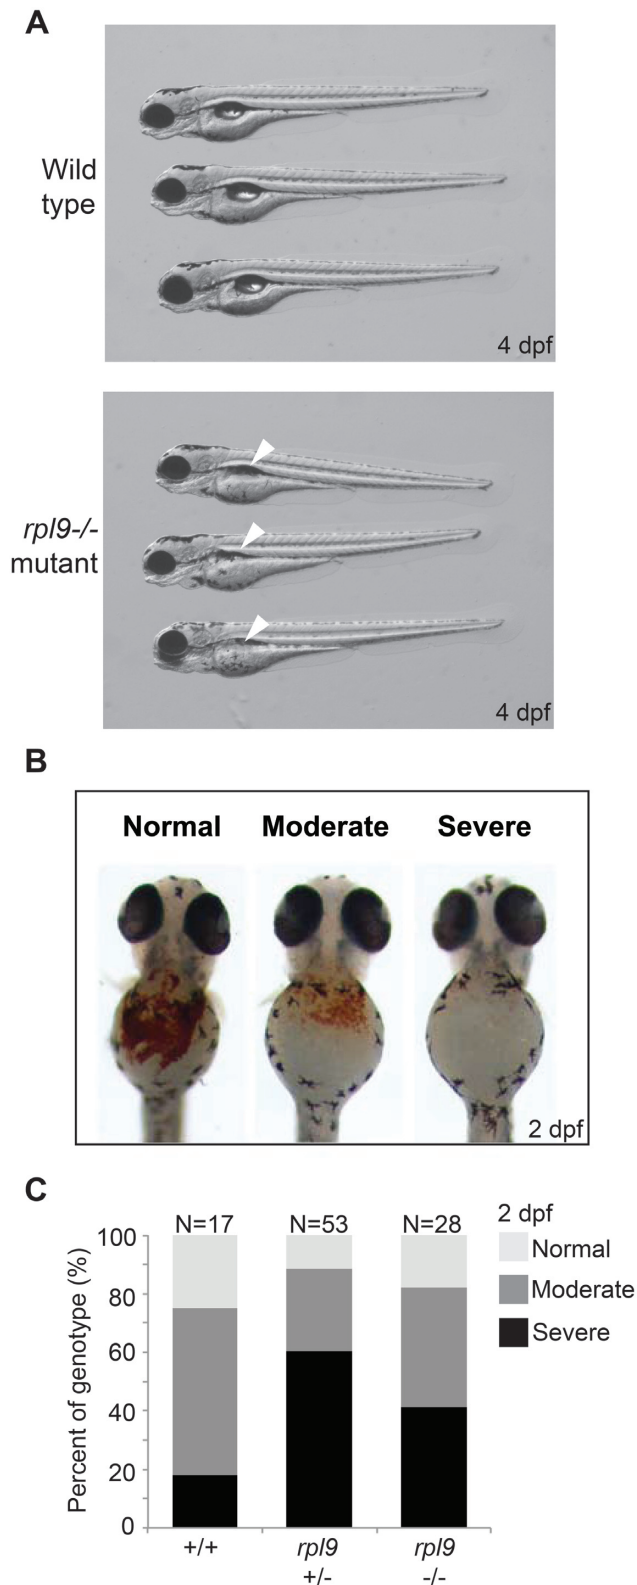 A
Wild
type
4 dpf
rpl9-/-
mutant
4 dpf
B
Normal Moderate Severe
2 dpf
C
N=17 N=53 N=28
2 dpf
Normal
Moderate
Severe
Percent of genotype (%)
100
80
60
40
20
0
+/+ rpl9 rpl9
+/- -/-